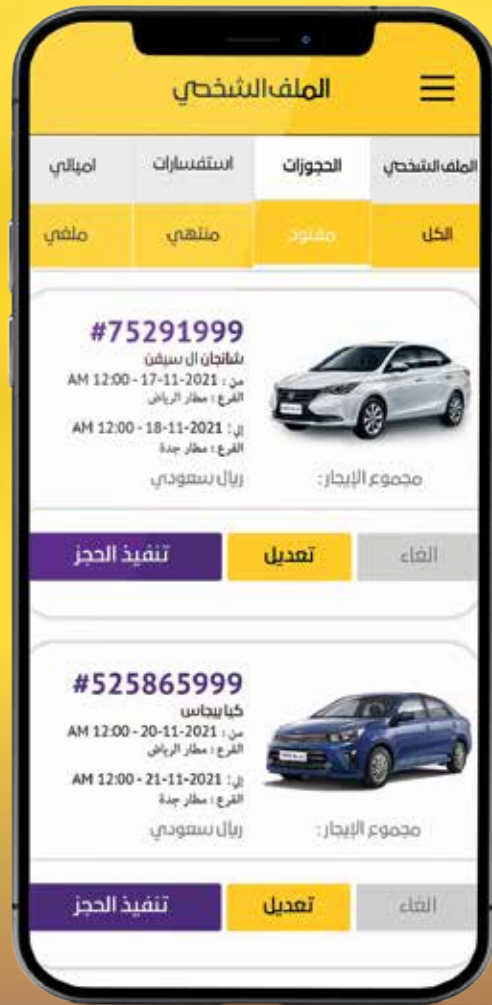 الملف الشخصي
الملف الشخصي
الحجوزات
استفسارات
اميالي
الكل
مفتوح
منتهي
ملغي
#75291999
شانجان ال سيفن
من : 2021-11-17 - 12:00 AM
الفرع : مطار الرياض
إلى : 2021-11-18 - 12:00 AM
الفرع : مطار جدة
مجموع الإيجار: ريال سعودي
الغاء
تعديل
تنفيذ الحجز
#525865999
كيا بيجاس
من : 2021-11-20 - 12:00 AM
الفرع : مطار الرياض
إلى : 2021-11-21 - 12:00 AM
الفرع : مطار جدة
مجموع الإيجار: ريال سعودي
الغاء
تعديل
تنفيذ الحجز